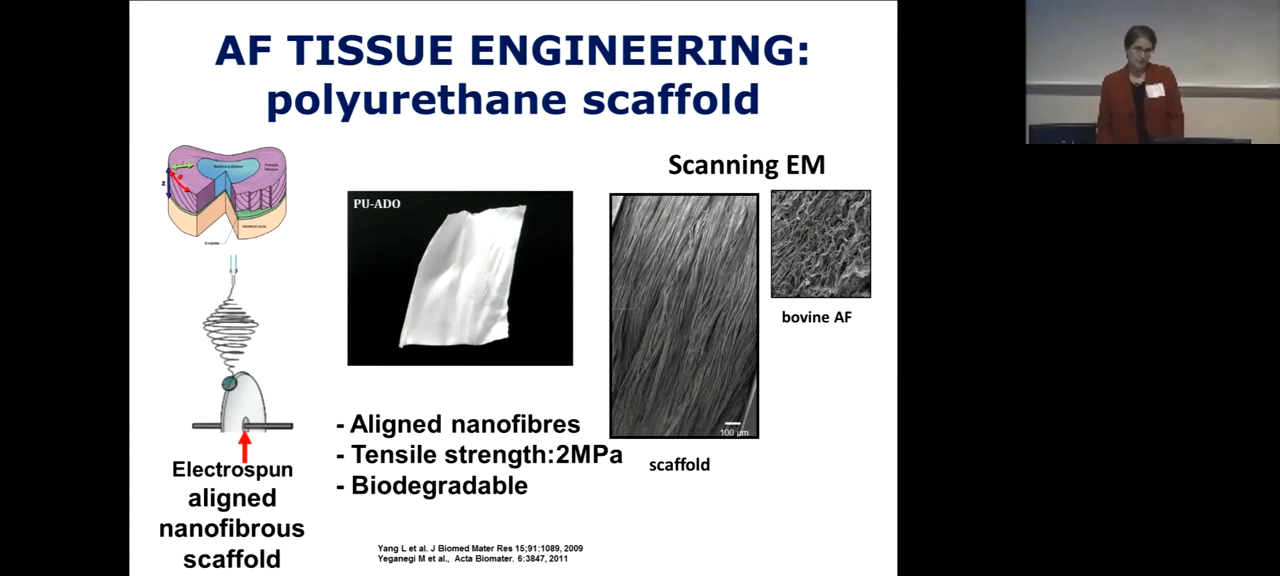 AF TISSUE ENGINEERING:
polyurethane scaffold
Scanning EM
PU-ADO
Z
100 µm
bovine AF
scaffold
- Aligned nanofibres
- Tensile strength:2MPa
- Biodegradable
Electrospun
aligned
nanofibrous
scaffold
Yang L et al. J Biomed Mater Res 15;91:1089, 2009
Yeganegi M et al., Acta Biomater. 6:3847, 2011